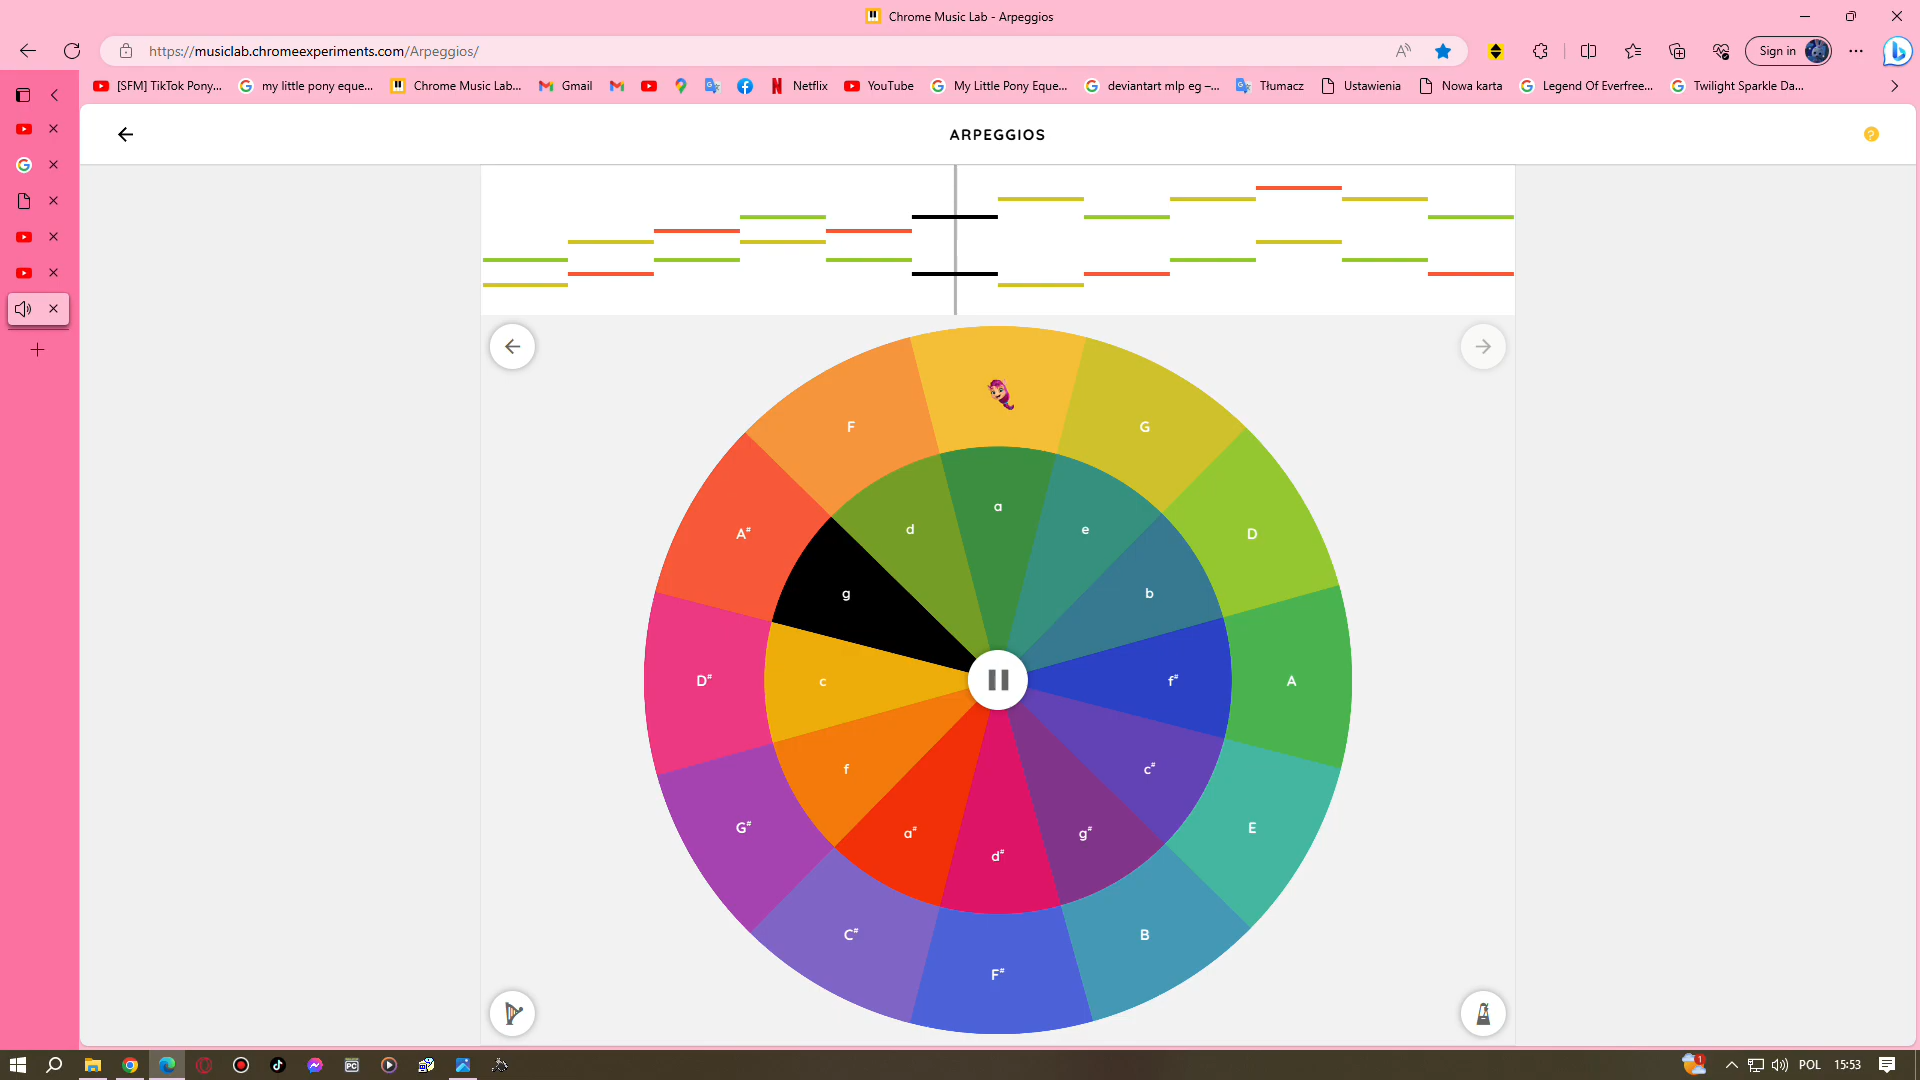 Chrome Music Lab - Arpeggios
https://musiclab.chromeexperiments.com/Arpeggios/
Sign in
[SFM] TikTok Pony...
my little pony eque...
Chrome Music Lab...
Gmail
Netflix
YouTube
My Little Pony Eque...
deviantart mlp eg –...
Tłumacz
Ustawienia
Nowa karta
Legend Of Everfree...
Twilight Sparkle Da...
ARPEGGIOS
?
F
G
A#
D
D#
A
G#
E
C#
B
F#
a
d
e
g
b
c
f#
f
c#
a#
g#
d#
PC
1
POL
15:53